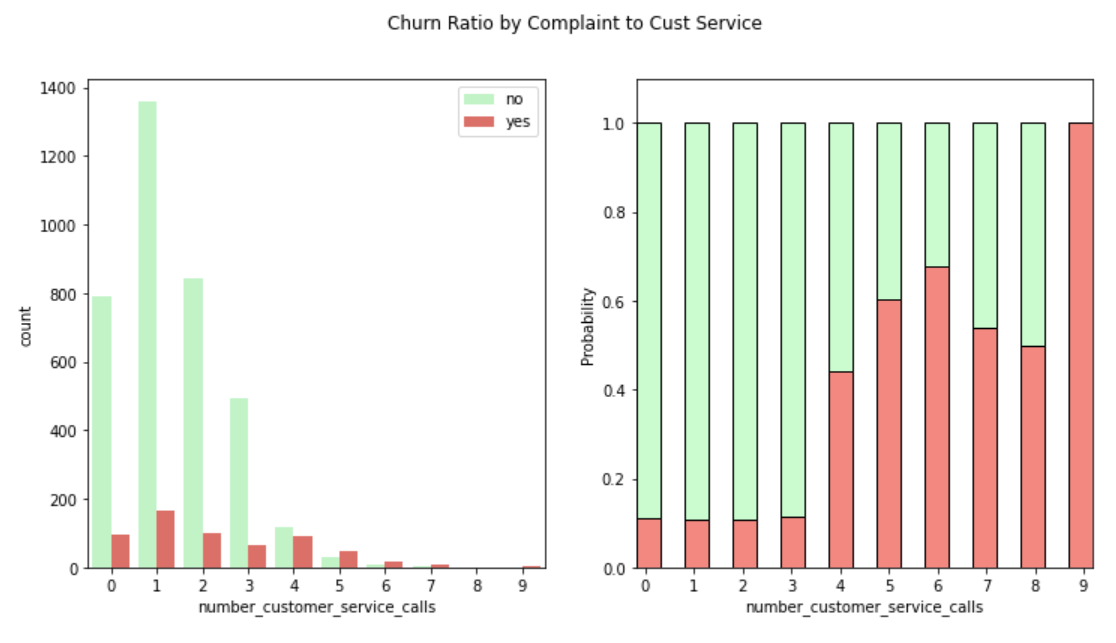 Churn Ratio by Complaint to Cust Service
1400
1200
1000
800
600
400
200
0
count
no
yes
0 1 2 3 4 5 6 7 8 9
number_customer_service_calls
1.0
0.8
0.6
0.4
0.2
0.0
Probability
0 1 2 3 4 5 6 7 8 9
number_customer_service_calls